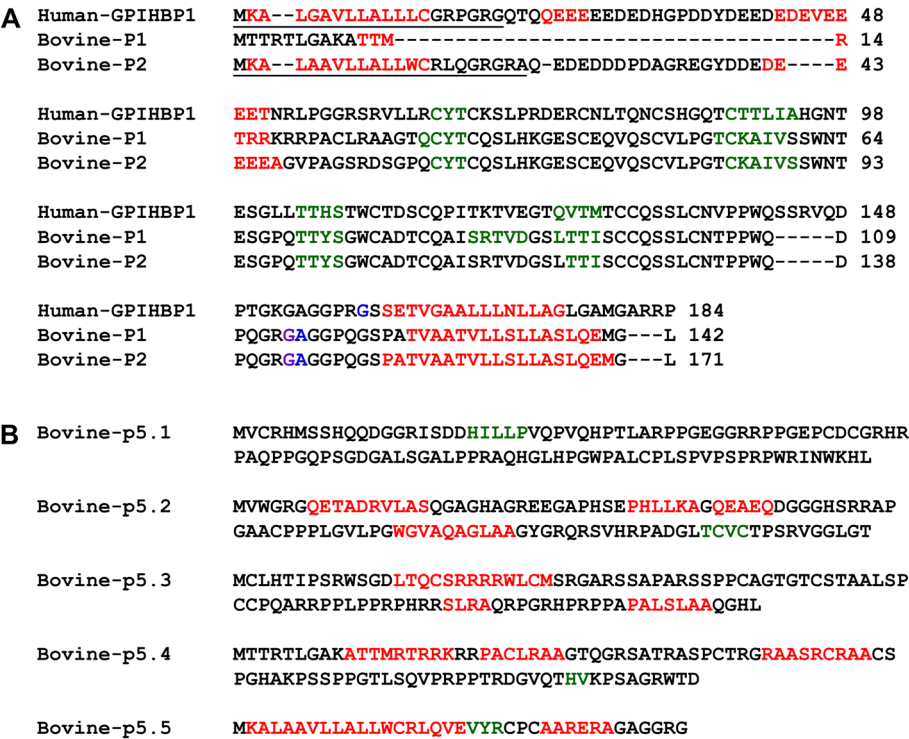 A Human-GPIHBP1 MKA--LGAVLLALLLCGRPGRGQTQQEEEEEDEDHGPDDYDEEDEDEVEE 48
Bovine-P1 MTTRTLGAKATTM------------------------------------R 14
Bovine-P2 MKA--LAAVLLALLWCRLQGRGRAQ-EDEDDDPDAGREGYDDEEDE----E 43
Human-GPIHBP1 EETNRLPGGRSRVLLRCYTCKSLPRDERCNLTQNCSHGQTCTTLIAHGNT 98
Bovine-P1 TRRKRRPACLRAAGTQCYTCQSLHKGESCEQVQSCVLPGTCKAIVSSWNT 64
Bovine-P2 EEEAGVPAGSRDSGPQCYTCQSLHKGESCEQVQSCVLPGTCKAIVSSWNT 93
Human-GPIHBP1 ESGLLTTHSTWCTDSCQPITKTVEGTQVTMTCCQSSLCNVPPWQSSRVQD 148
Bovine-P1 ESGPQTTYSGWCADTCQAISRTVDGSLTTISCCQSSLCNTPPWQ-----D 109
Bovine-P2 ESGPQTTYSGWCADTCQAISRTVDGSLTTISCCQSSLCNTPPWQ-----D 138
Human-GPIHBP1 PTGKGAGGPRGSSETVGAALLLNLLAGLGAMGARRP 184
Bovine-P1 PQGRGAGGPQGSPATVAATVLLSLLASLQEMG---L 142
Bovine-P2 PQGRGAGGPQGSPATVAATVLLSLLASLQEMG---L 171
B Bovine-p5.1 MVCRHMSSHQQDGGRISDDHILLPVQPVQHPTLARPPGEGGRRPPGEPCDCGRHR
PAQPPGQPSGDGALSGALPPRAQHGLHPGWPALCPLSPVPSPRPWRINWKHL
Bovine-p5.2 MVWGRGQETADRVLASQGAGHAGREEGAPHSEPHLLKAGQEAEQDGGGHSRRAP
GAACPPPLGVLPGWGVAQAGLAAGYGRQRSVHRPADGLTCVCTPSRVGGLGT
Bovine-p5.3 MCLHTIPSRWSGDLTQCSRRRRWLCMSRGARSSAPARSSPPCAGTGTCSTAALSP
CCPQARRPPLPPRPHRRSLRAQRPGRHPRPPAPALSLAAQGHL
Bovine-p5.4 MTTRTLGAKATTMRTRRKRRPACLRAAGTQGRSATRASPCTRGRAASRCRAACS
PGHAKPSSPPGTLSQVPRPPTRDGVQTHVKPSAGRWTD
Bovine-p5.5 MKALAAVLLALLWCRLQVEVYRCPCAARERAGAGGRG